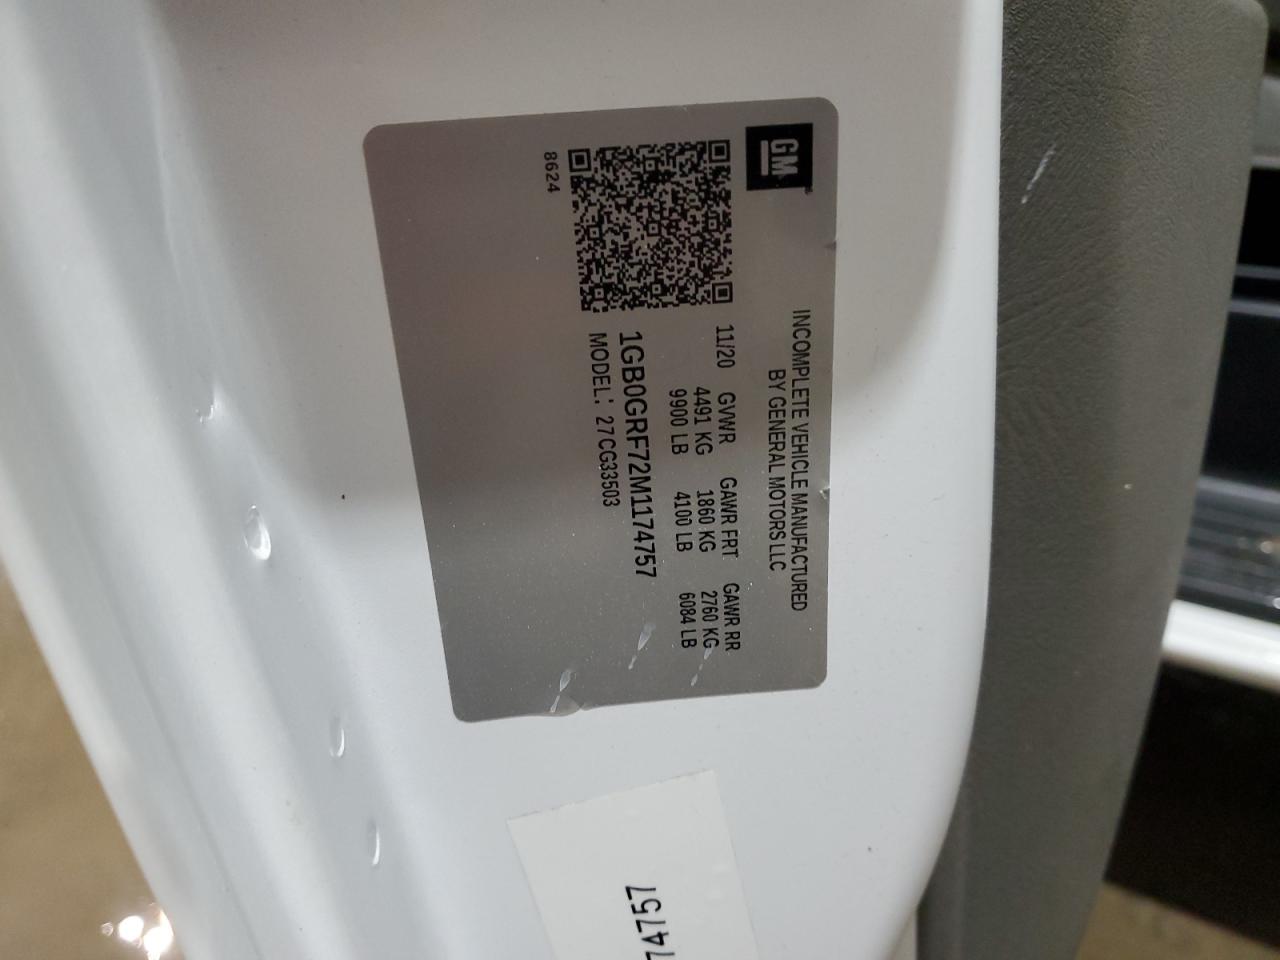 GM
INCOMPLETE VEHICLE MANUFACTURED
BY GENERAL MOTORS LLC
11/20 GVWR GAWR FRT GAWR RR
4491 KG 1860 KG 2760 KG
9900 LB 4100 LB 6084 LB
1GB0GRF72M1174757
MODEL: 27CG33503
8624
74757